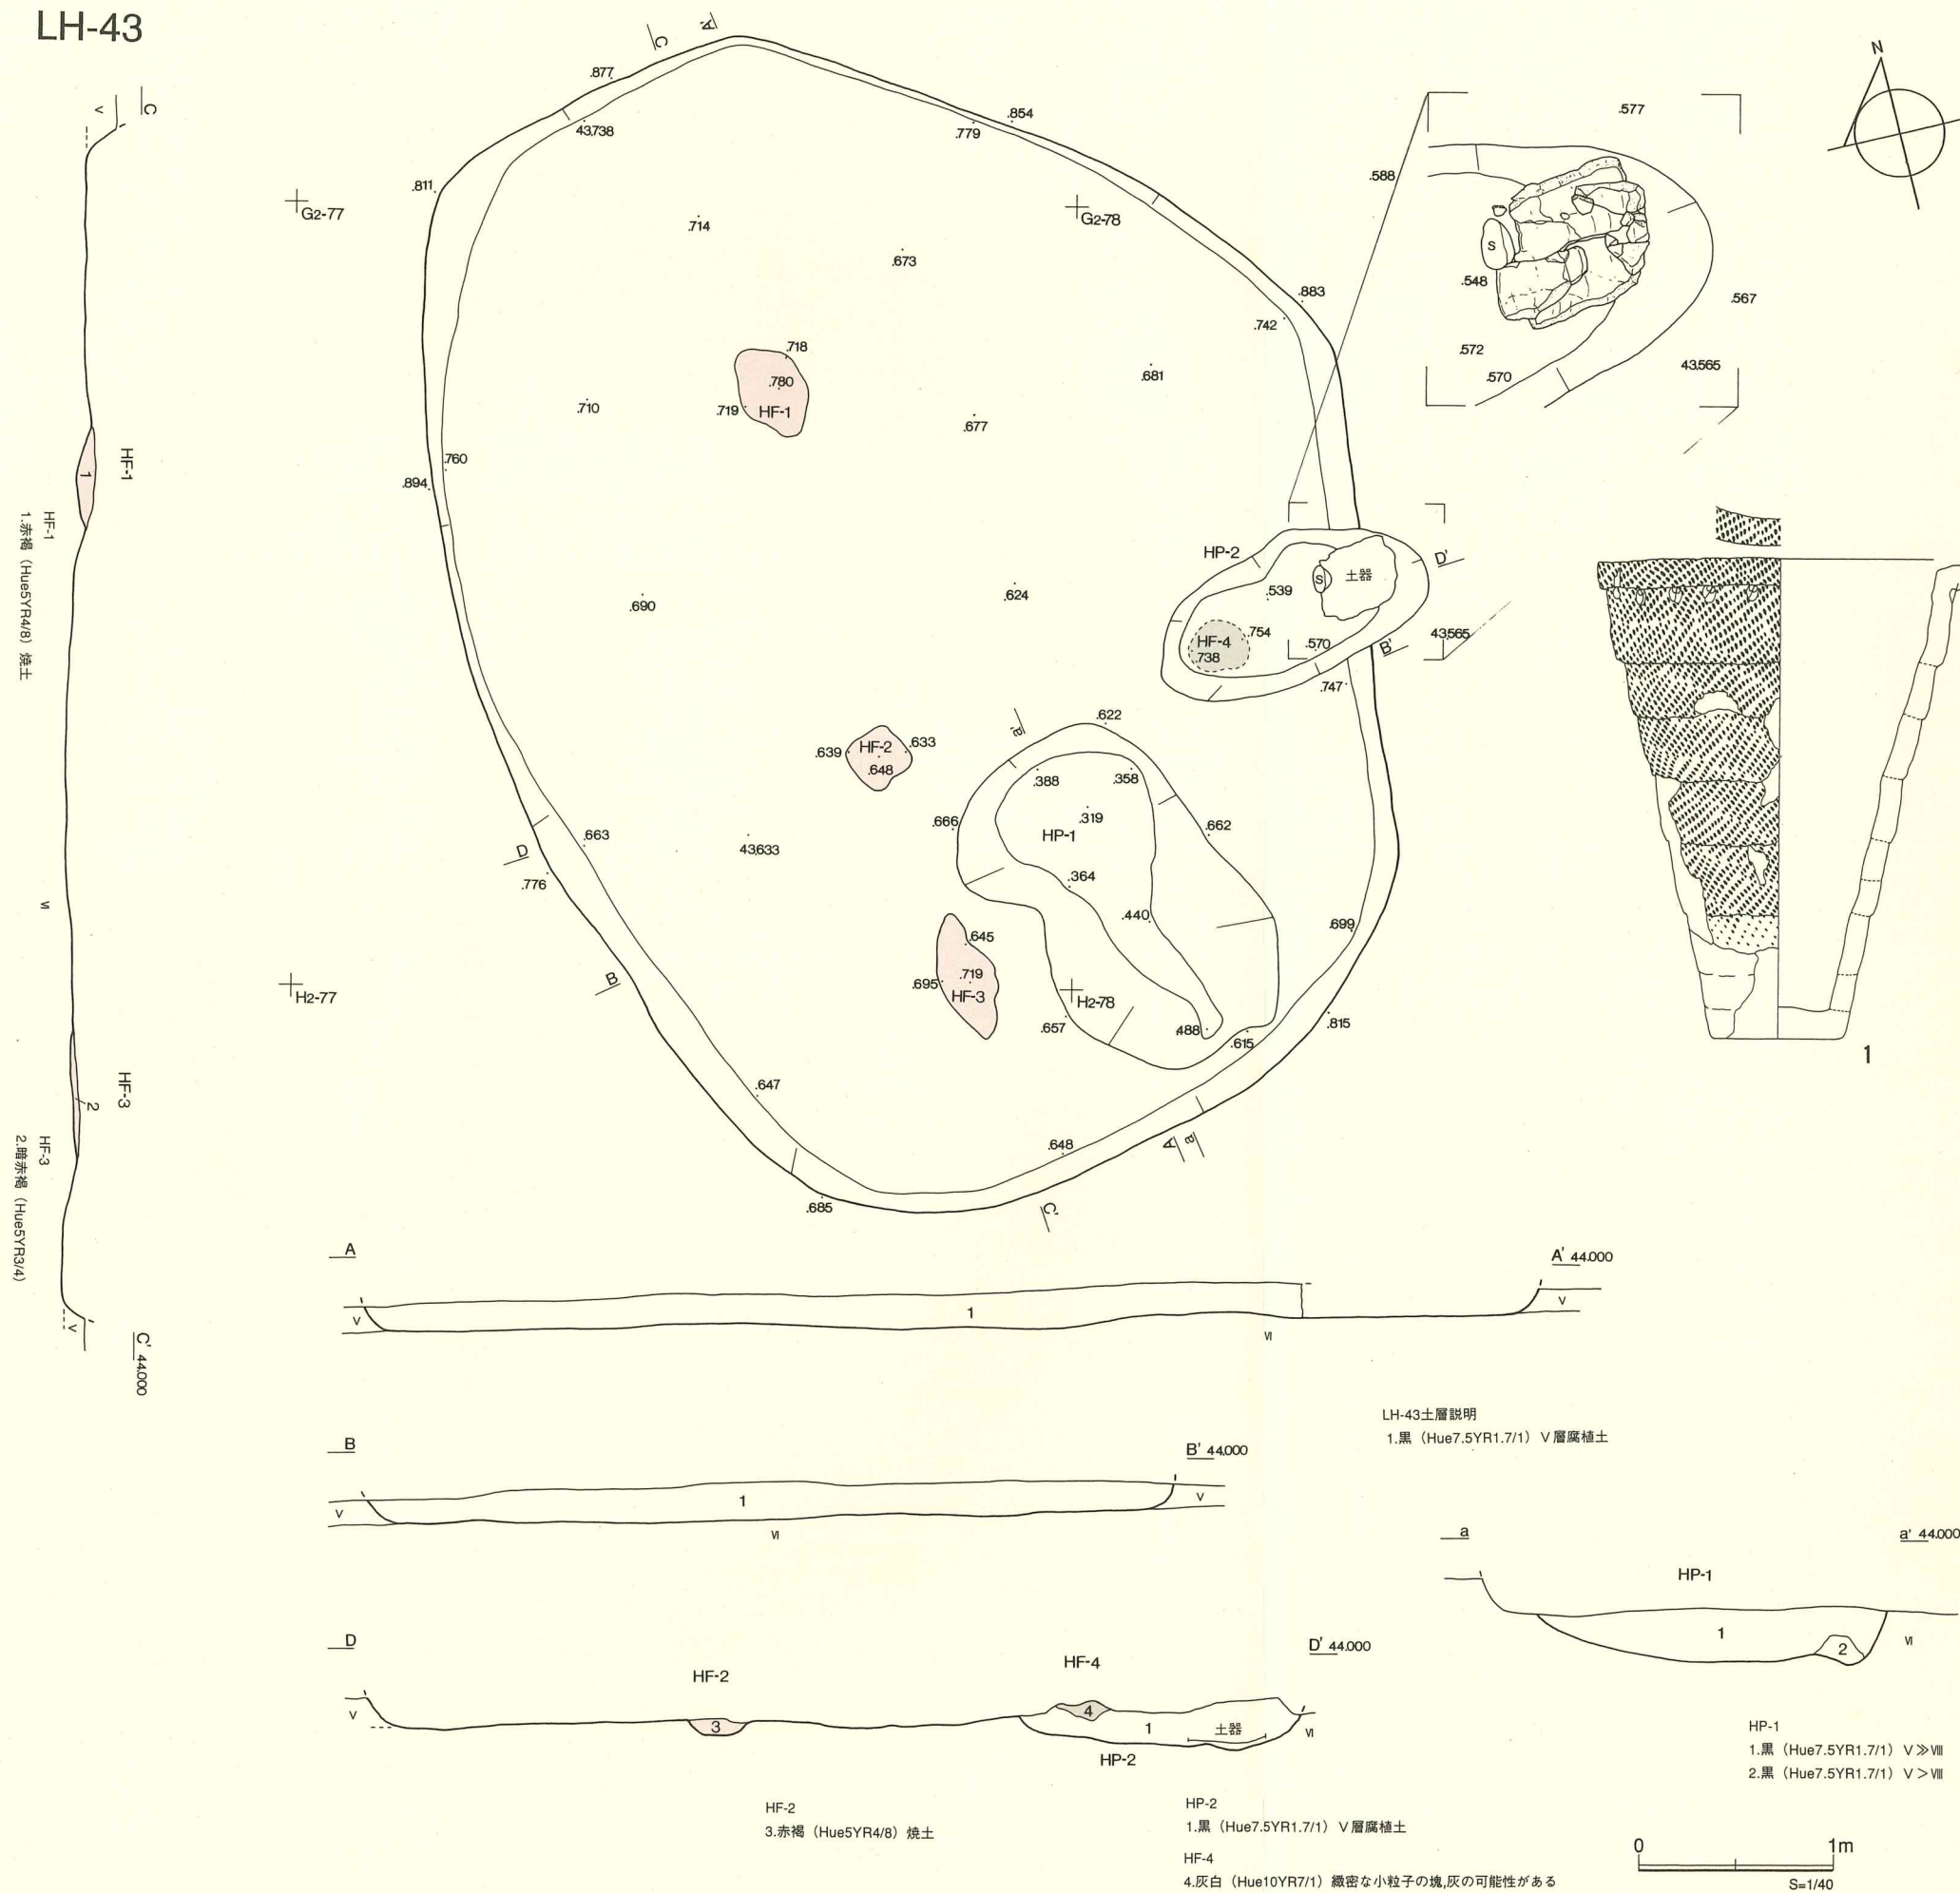 LH-43
C
A'
.877
43.738
.811
G2-77
.714
.673
.779
.854
G2-78
.883
.742
.681
.718
.780
.719
HF-1
.710
.677
.760
.894
.690
.624
HP-2
.539
S
土器
D'
HF-4
.738
.754
.570
43.565
B'
.747
.622
a'
.639
HF-2
.633
.648
.388
.358
.319
HP-1
.666
.662
.364
.440
.663
43.633
D
.776
B
.699
.645
.719
.695
HF-3
H2-77
H2-78
.657
.488
.615
.815
.647
.648
A
a
C'
.685
.577
.588
S
.548
.567
.572
.570
43.565
N
1
C
V
HF-1
1
HF-1
1.赤褐（Hue5YR4/8）焼土
VI
HF-3
2
HF-3
2.暗赤褐（Hue5YR3/4）
V
C' 44.000
A
A' 44.000
V
1
VI
V
B
B' 44.000
V
1
VI
V
LH-43土層説明
1.黒（Hue7.5YR1.7/1）Ⅴ層腐植土
a
a' 44.000
HP-1
1
2
VI
D
D' 44.000
HF-2
HF-4
V
3
4
1
土器
VI
HP-2
HP-1
1.黒（Hue7.5YR1.7/1）Ⅴ≫Ⅷ
2.黒（Hue7.5YR1.7/1）Ⅴ＞Ⅷ
HF-2
3.赤褐（Hue5YR4/8）焼土
HP-2
1.黒（Hue7.5YR1.7/1）Ⅴ層腐植土
HF-4
4.灰白（Hue10YR7/1）緻密な小粒子の塊,灰の可能性がある
0
1m
S=1/40